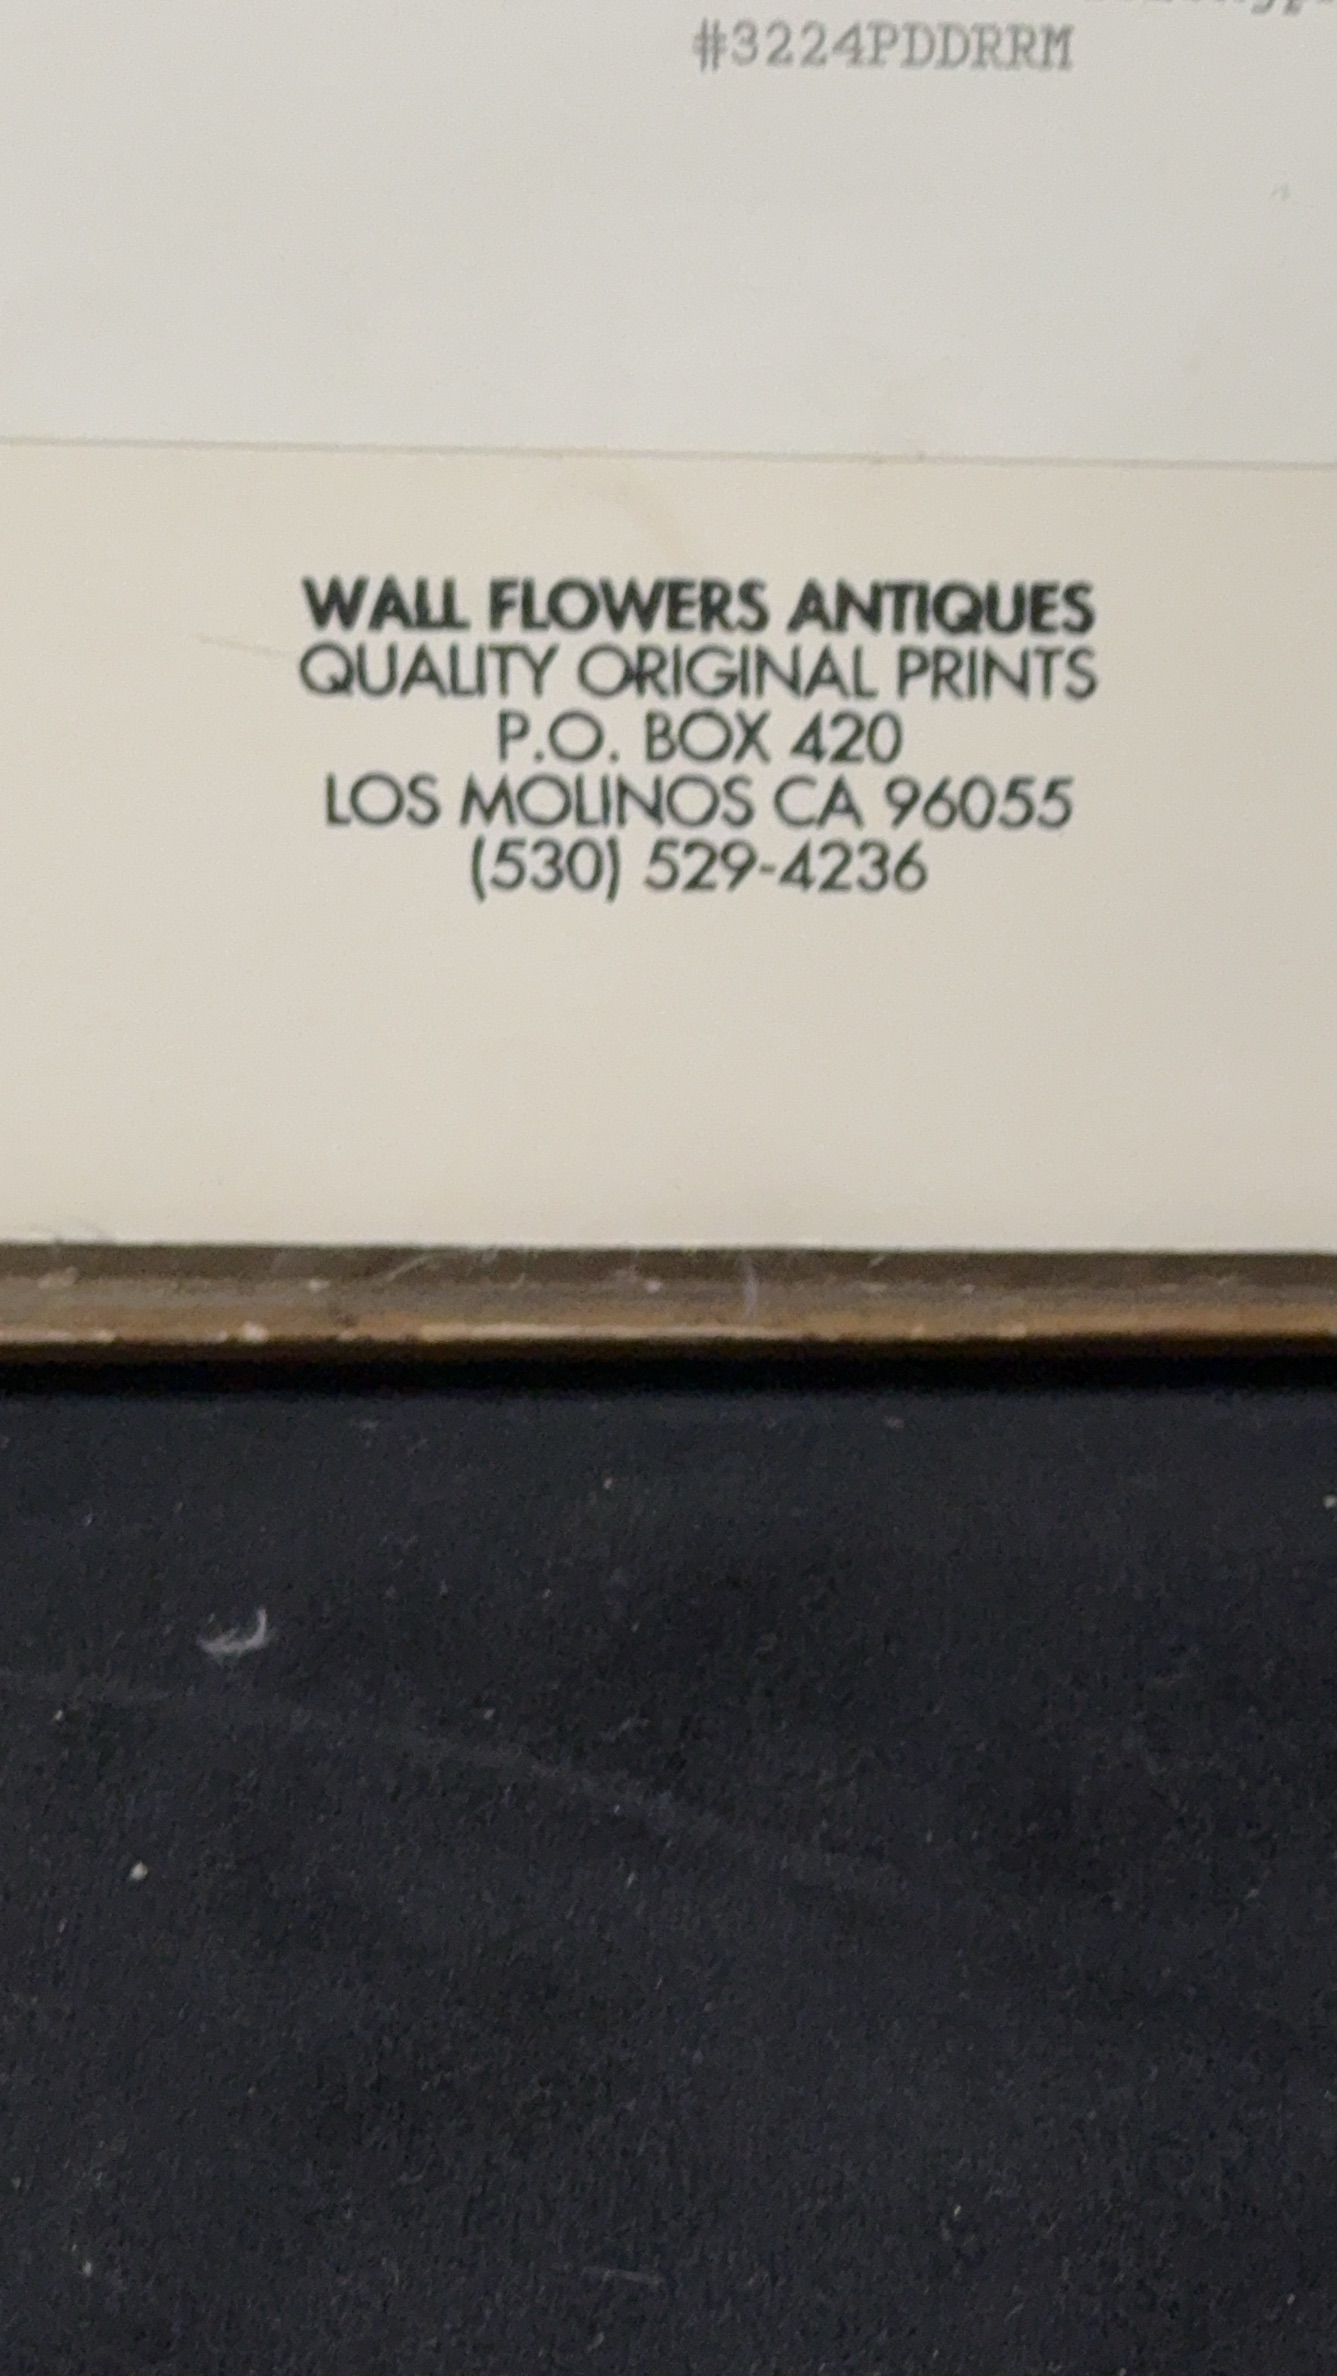 #3224PDDRRM
WALL FLOWERS ANTIQUES
QUALITY ORIGINAL PRINTS
P.O. BOX 420
LOS MOLINOS CA 96055
(530) 529-4236